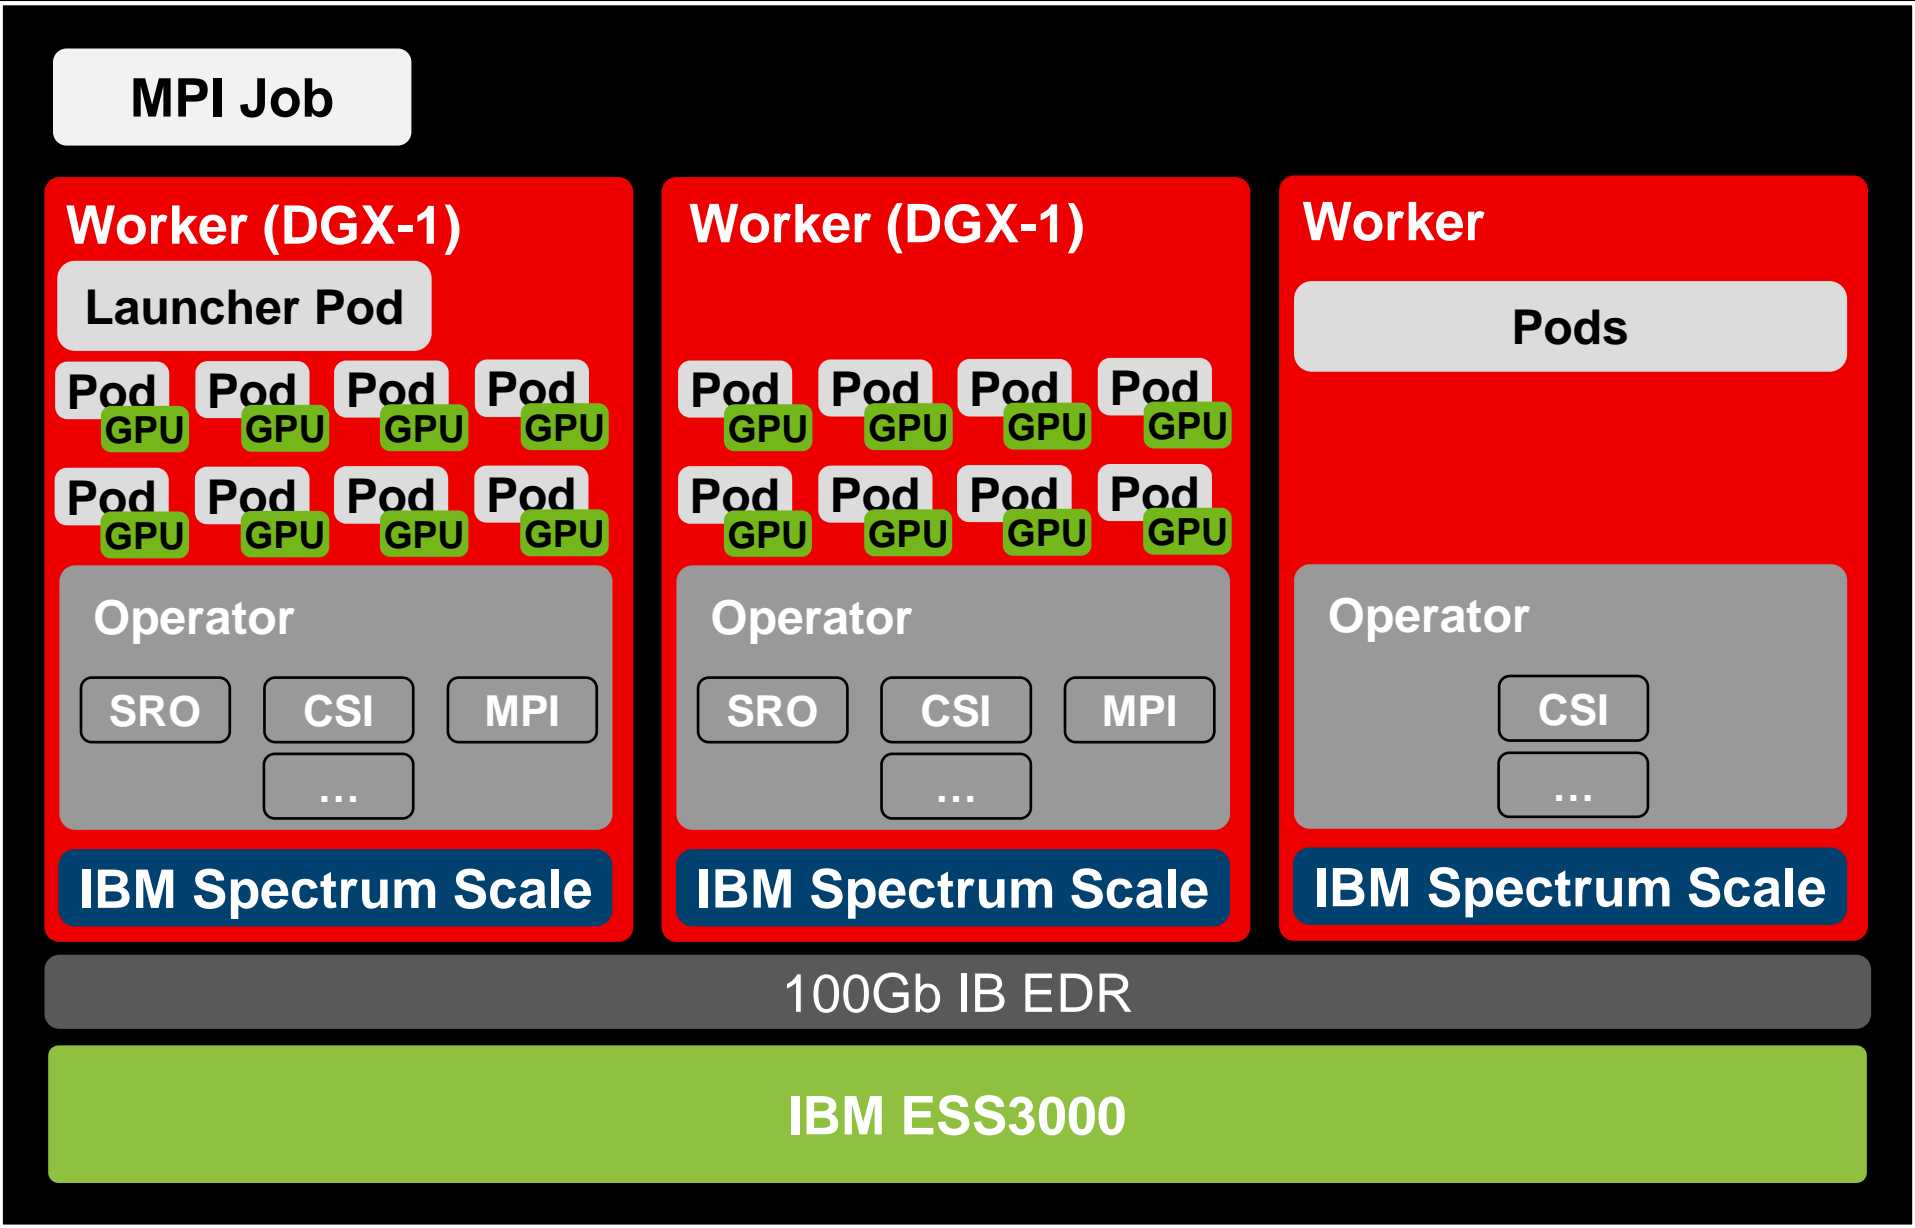 MPI Job
Worker (DGX-1)
Launcher Pod
Pod Pod Pod Pod
GPU GPU GPU GPU
Pod Pod Pod Pod
GPU GPU GPU GPU
Operator
SRO CSI MPI
...
IBM Spectrum Scale
Worker (DGX-1)
Pod Pod Pod Pod
GPU GPU GPU GPU
Pod Pod Pod Pod
GPU GPU GPU GPU
Operator
SRO CSI MPI
...
IBM Spectrum Scale
Worker
Pods
Operator
CSI
...
IBM Spectrum Scale
100Gb IB EDR
IBM ESS3000